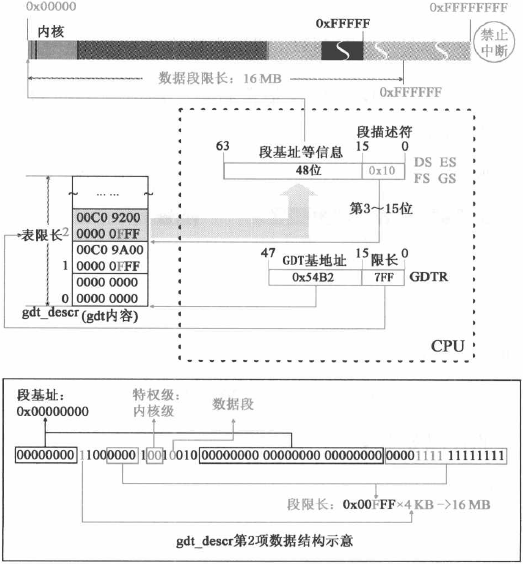 0x00000
0xFFFFFFFF
内核
0xFFFFF
禁止
中断
数据段限长：16 MB
0xFFFFFF
段描述符
63
段基址等信息
15
0
48位
0x10
DS ES
FS GS
第3～15位
… …
00C0 9200
表限长
2
0000 0FFF
00C0 9A00
1
0000 0FFF
0000 0000
0
0000 0000
gdt_descr
(gdt内容)
47
GDT基地址
15
限长
0
0x54B2
7FF
GDTR
CPU
段基址：
0x00000000
特权级：
内核级
数据段
00000000 11000000 10010010 00000000 00000000 00000000 00001111 11111111
段限长：0x00FFF×4 KB→16 MB
gdt_descr第2项数据结构示意